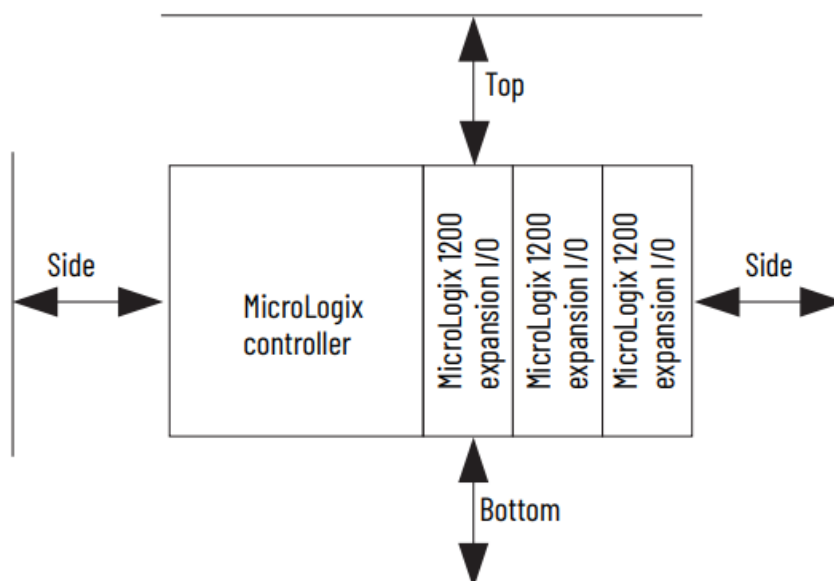 Top
Side
MicroLogix
controller
MicroLogix 1200
expansion I/O
MicroLogix 1200
expansion I/O
MicroLogix 1200
expansion I/O
Side
Bottom